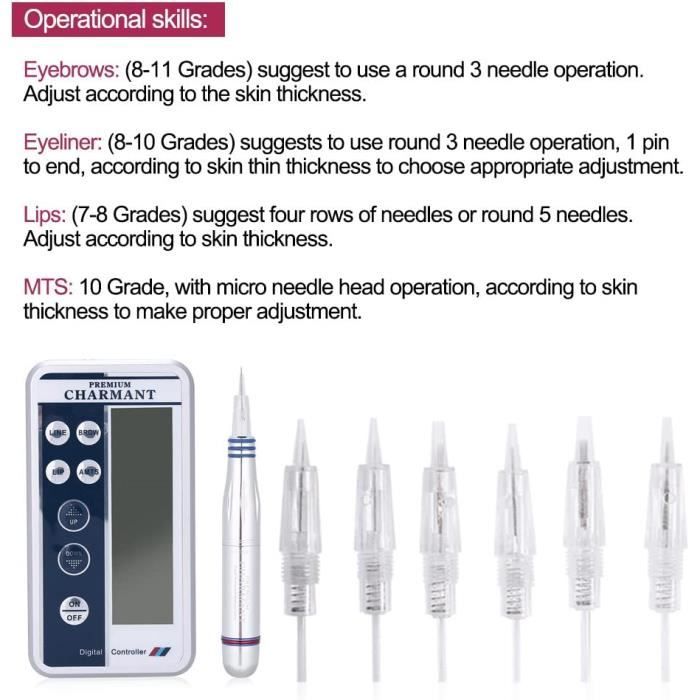 Operational skills:
Eyebrows: (8-11 Grades) suggest to use a round 3 needle operation.
Adjust according to the skin thickness.
Eyeliner: (8-10 Grades) suggests to use round 3 needle operation, 1 pin
to end, according to skin thin thickness to choose appropriate adjustment.
Lips: (7-8 Grades) suggest four rows of needles or round 5 needles.
Adjust according to skin thickness.
MTS: 10 Grade, with micro needle head operation, according to skin
thickness to make proper adjustment.
PREMIUM
CHARMANT
LINE BROW
LIP AMTS
UP
DOWN
ON
OFF
Digital Controller